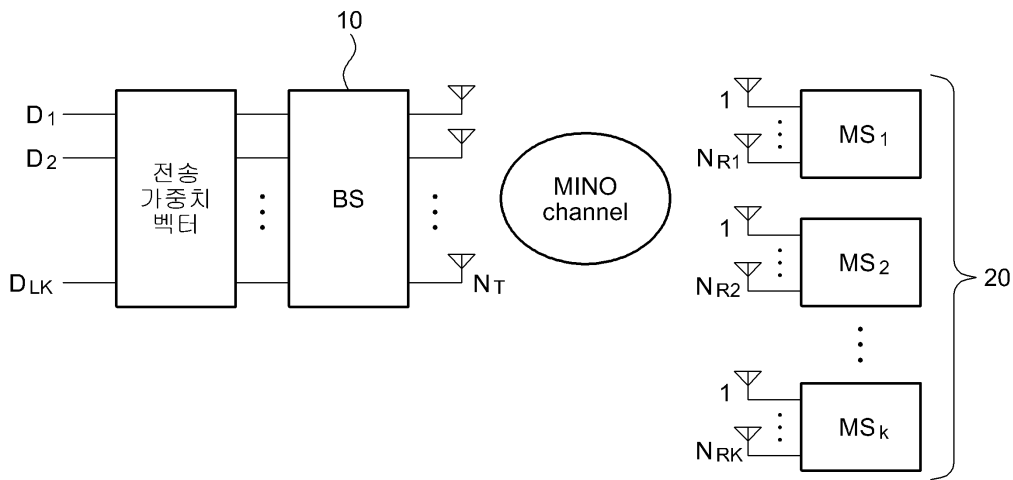 10
D1
D2
DLK
전송
가중치
벡터
BS
NT
MINO
channel
1
NR1
MS1
1
NR2
MS2
1
NRK
MSk
20